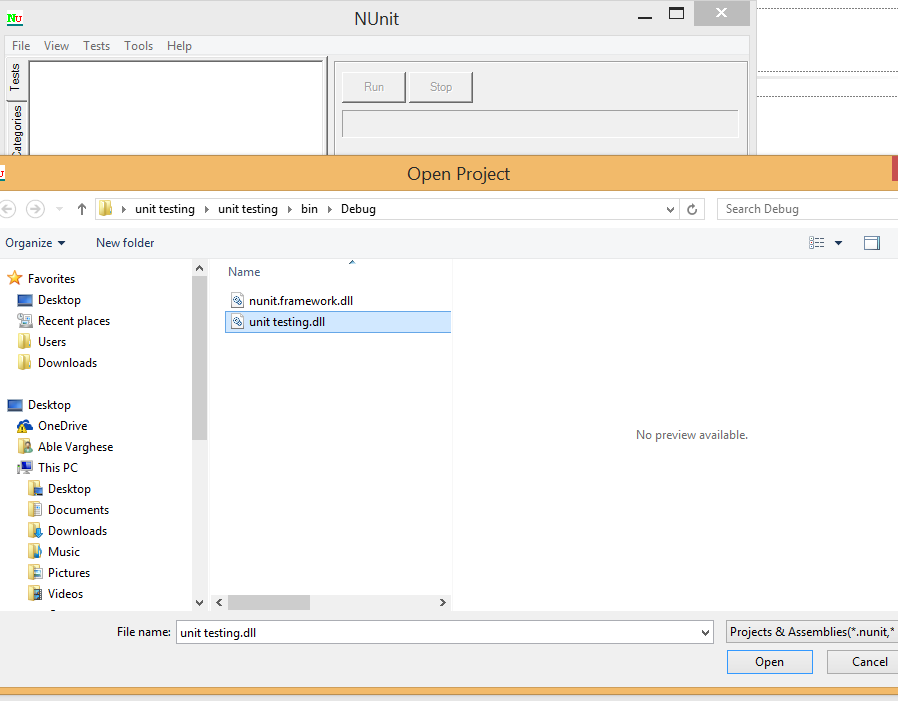 Nu NUnit
File View Tests Tools Help
Tests
Categories
Run Stop
Open Project
unit testing unit testing bin Debug Search Debug
Organize New folder
Name
Favorites
Desktop
Recent places
Users
Downloads
Desktop
OneDrive
Able Varghese
This PC
Desktop
Documents
Downloads
Music
Pictures
Videos
nunit.framework.dll
unit testing.dll
No preview available.
File name: unit testing.dll Projects & Assemblies(*.nunit,*
Open Cancel